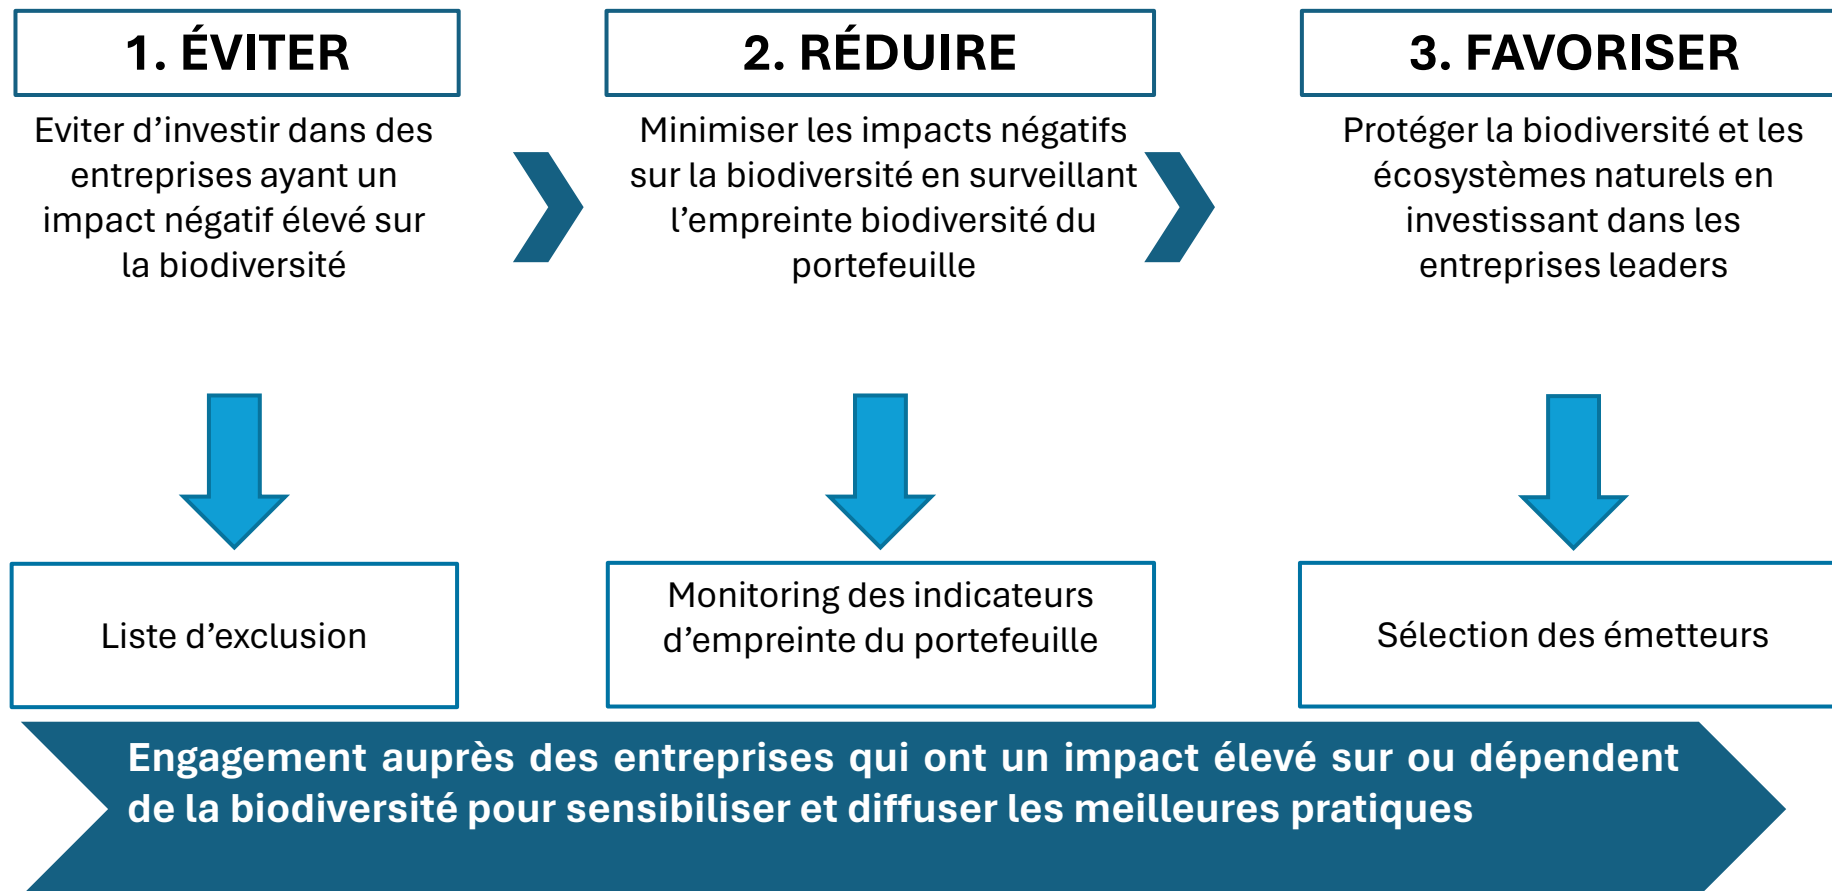 1. ÉVITER
Eviter d’investir dans des
entreprises ayant un
impact négatif élevé sur
la biodiversité
2. RÉDUIRE
Minimiser les impacts négatifs
sur la biodiversité en surveillant
l’empreinte biodiversité du
portefeuille
3. FAVORISER
Protéger la biodiversité et les
écosystèmes naturels en
investissant dans les
entreprises leaders
Liste d’exclusion
Monitoring des indicateurs
d’empreinte du portefeuille
Sélection des émetteurs
Engagement auprès des entreprises qui ont un impact élevé sur ou dépendent
de la biodiversité pour sensibiliser et diffuser les meilleures pratiques